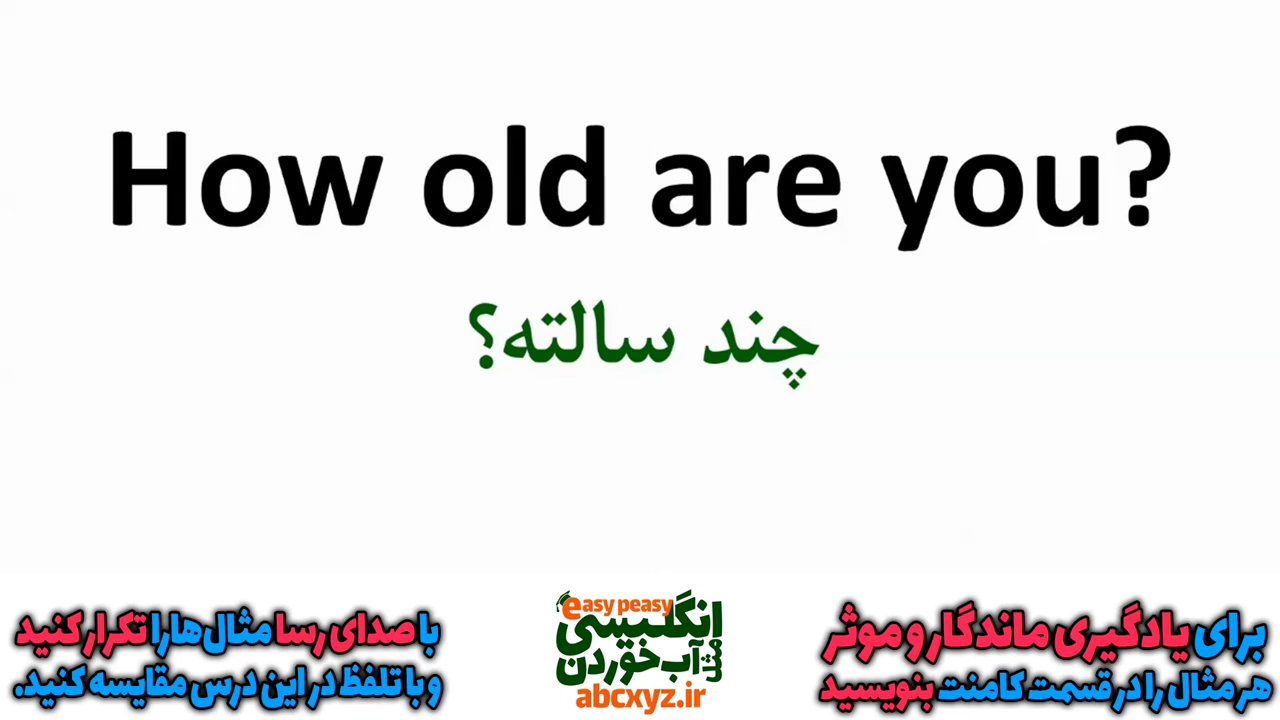 How old are you?
چند سالته؟
برای یادگیری ماندگار و موثر
هر مثال را در قسمت کامنت بنویسید
easy peasy
انگلیسی
مثل آب خوردن
abcxyz.ir
با صدای رسا مثال‌ها را تکرار کنید
و با تلفظ در این درس مقایسه کنید.